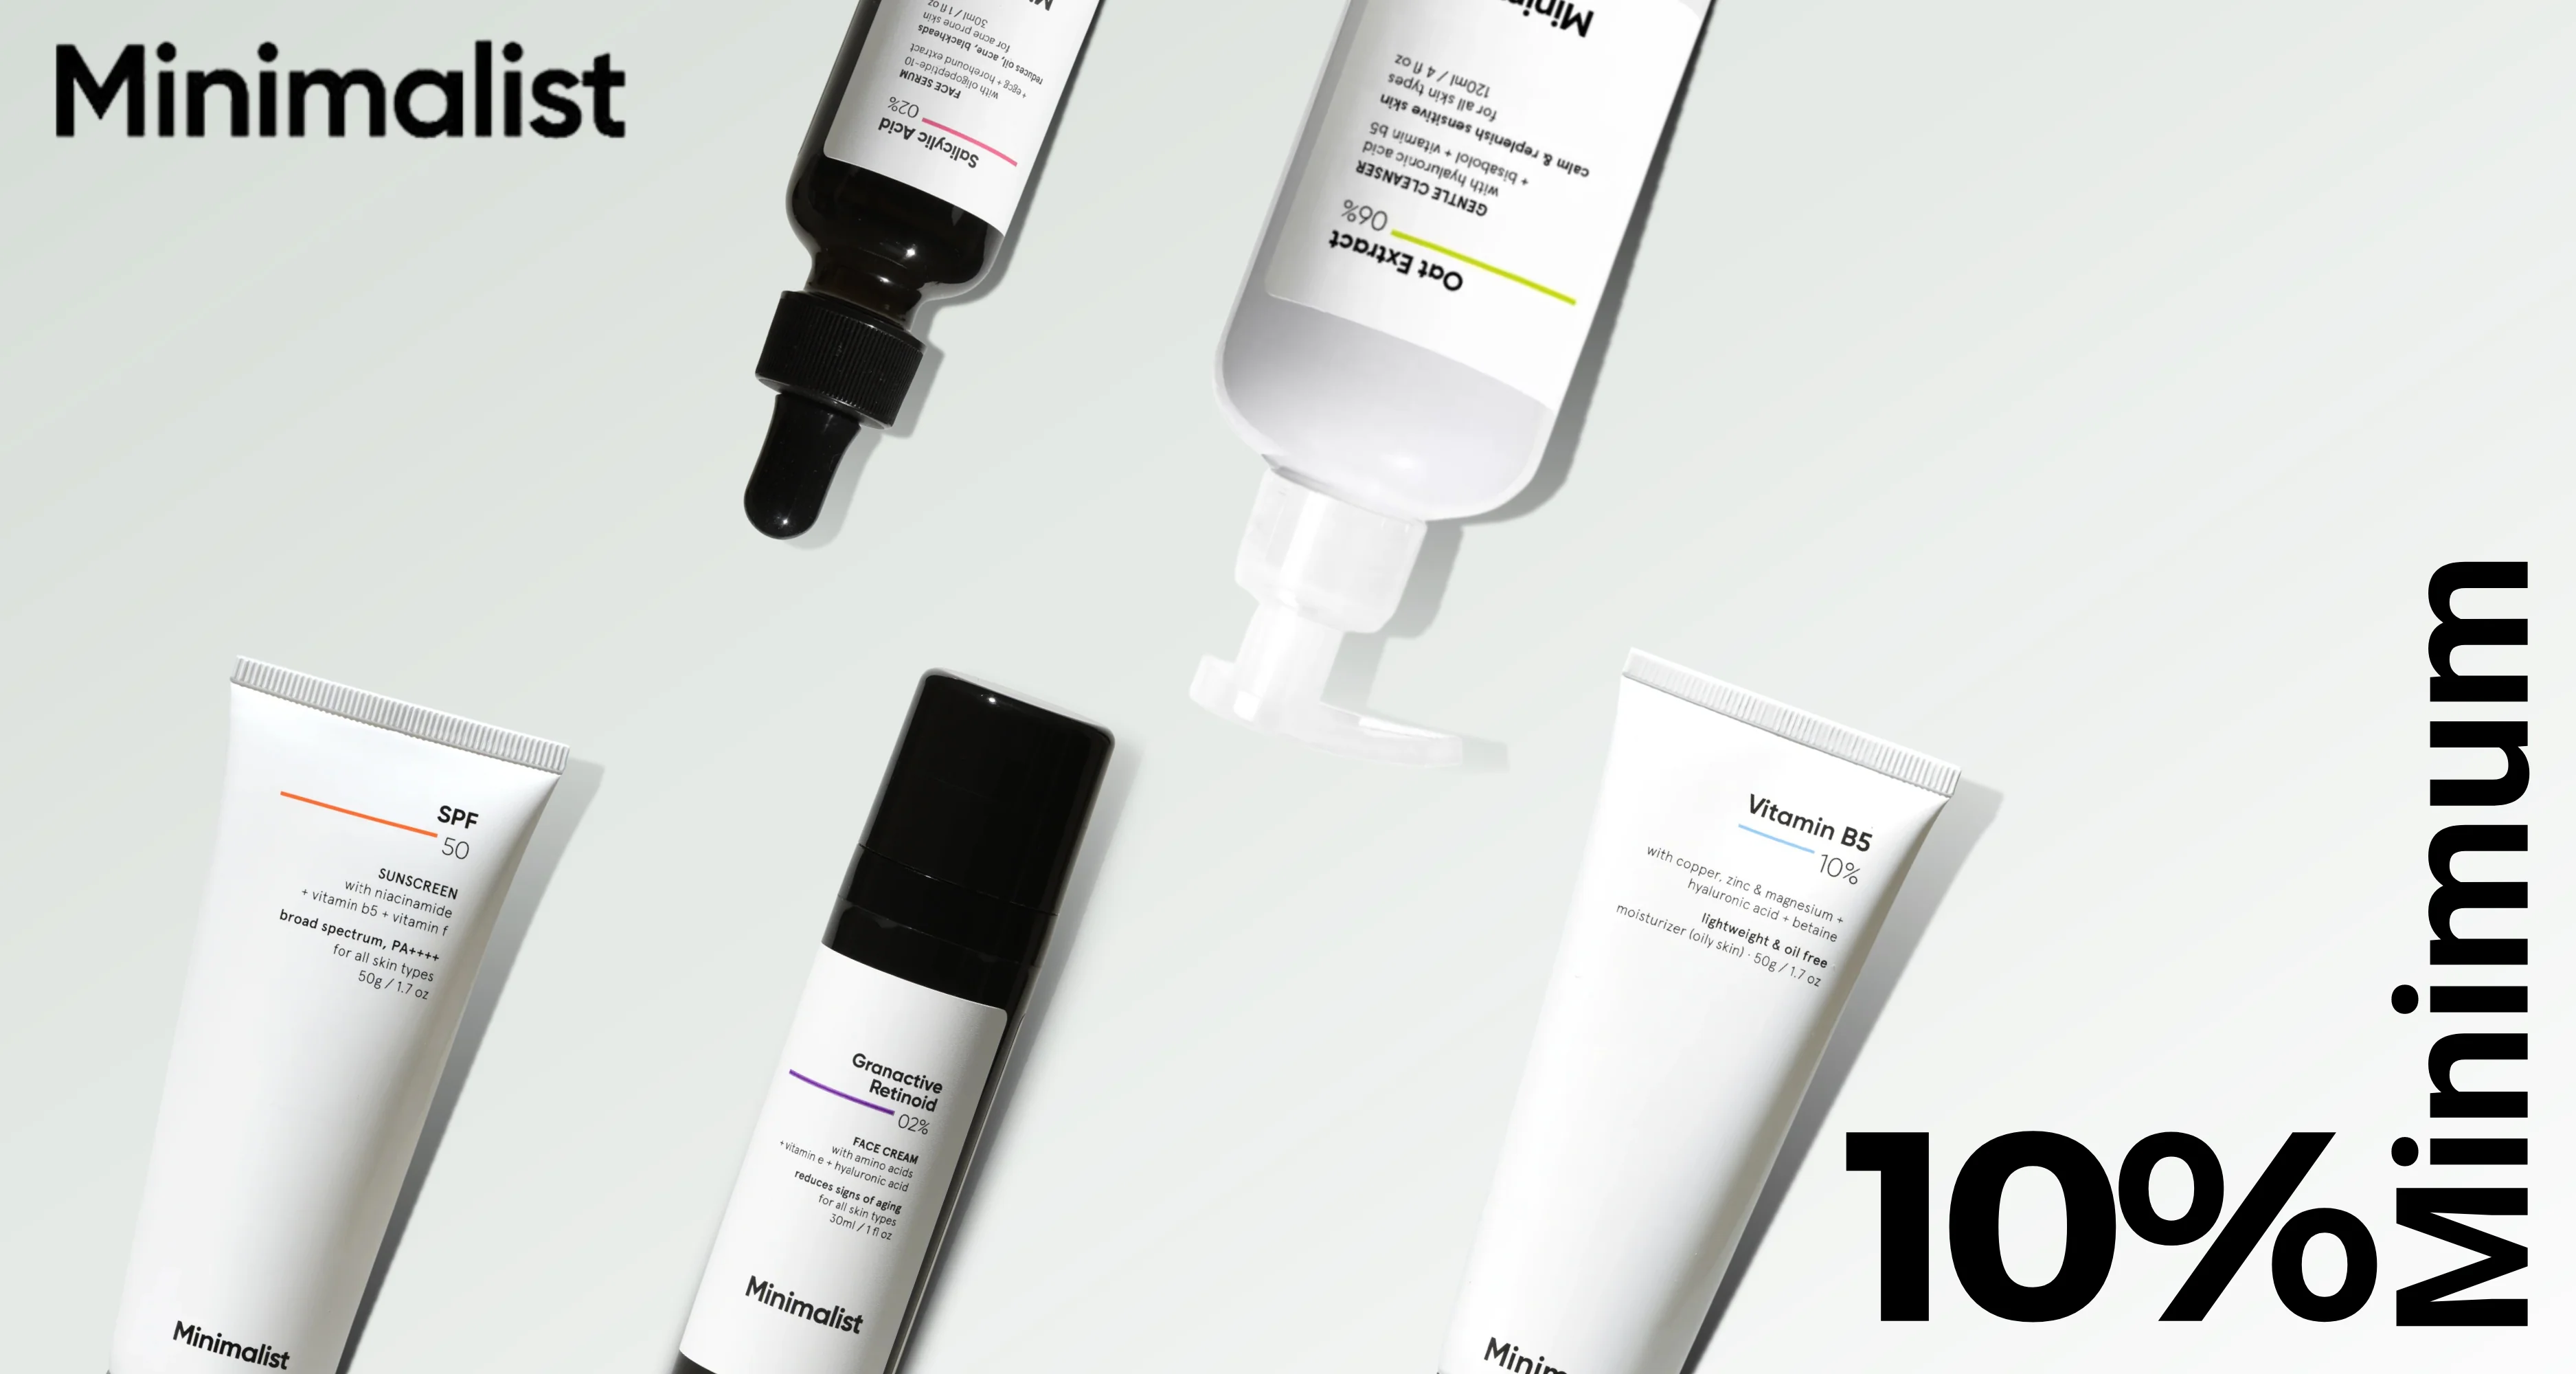 Minimalist
Salicylic Acid
02%
FACE SERUM
with oligopeptide-10
+ egcg + horehound extract
reduces oil, acne, blackheads
for acne prone skin
30ml / 1 fl oz
Oat Extract
06%
GENTLE CLEANSER
with hyaluronic acid
+ bisabolol + vitamin b5
calm & replenish sensitive skin
for all skin types
120ml / 4 fl oz
SPF
50
SUNSCREEN
with niacinamide
+ vitamin b5 + vitamin f
broad spectrum, PA++++
for all skin types
50g / 1.7 oz
Minimalist
Granactive
Retinoid
02%
FACE CREAM
with amino acids
+ vitamin e + hyaluronic acid
reduces signs of aging
for all skin types
30ml / 1 fl oz
Minimalist
Vitamin B5
10%
with copper, zinc & magnesium +
hyaluronic acid + betaine
lightweight & oil free
moisturizer (oily skin) · 50g / 1.7 oz
10%
Minimum